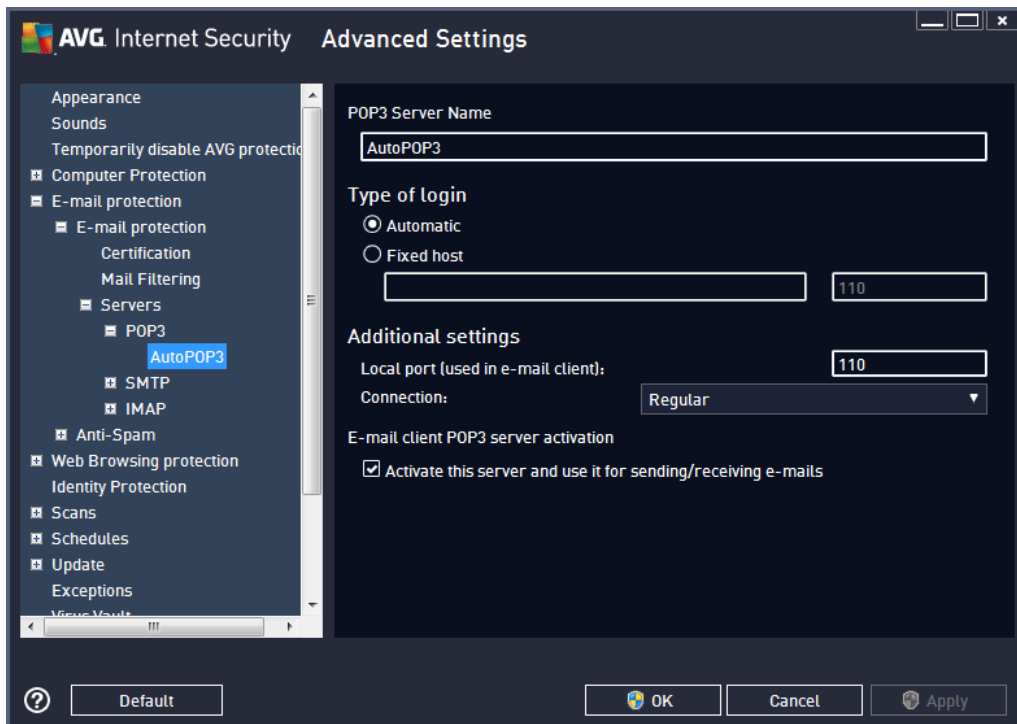 AVG. Internet Security Advanced Settings
Appearance
Sounds
Temporarily disable AVG protectio
Computer Protection
E-mail protection
E-mail protection
Certification
Mail Filtering
Servers
POP3
AutoPOP3
SMTP
IMAP
Anti-Spam
Web Browsing protection
Identity Protection
Scans
Schedules
Update
Exceptions
Virus Vault
POP3 Server Name
AutoPOP3
Type of login
Automatic
Fixed host
110
Additional settings
Local port (used in e-mail client): 110
Connection: Regular
E-mail client POP3 server activation
Activate this server and use it for sending/receiving e-mails
? Default OK Cancel Apply